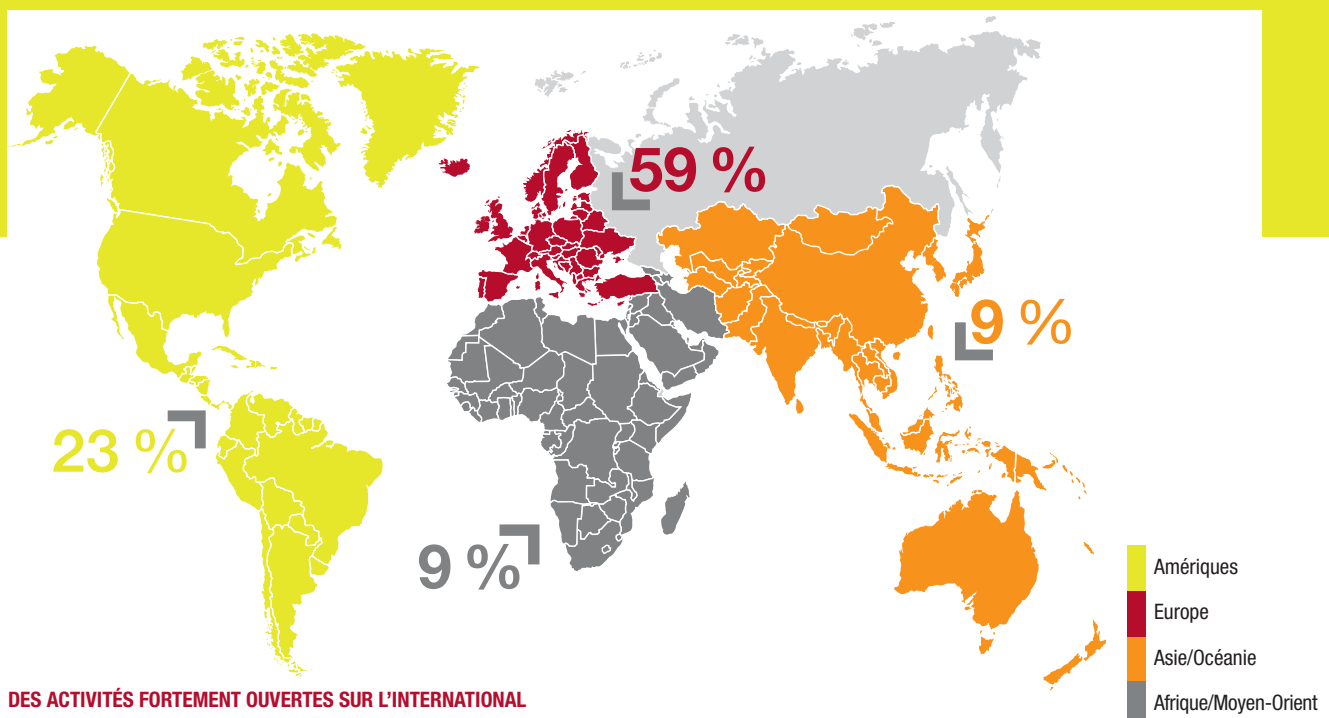 59 %
9 %
23 %
9 %
Amériques
Europe
Asie/Océanie
Afrique/Moyen-Orient
DES ACTIVITÉS FORTEMENT OUVERTES SUR L'INTERNATIONAL